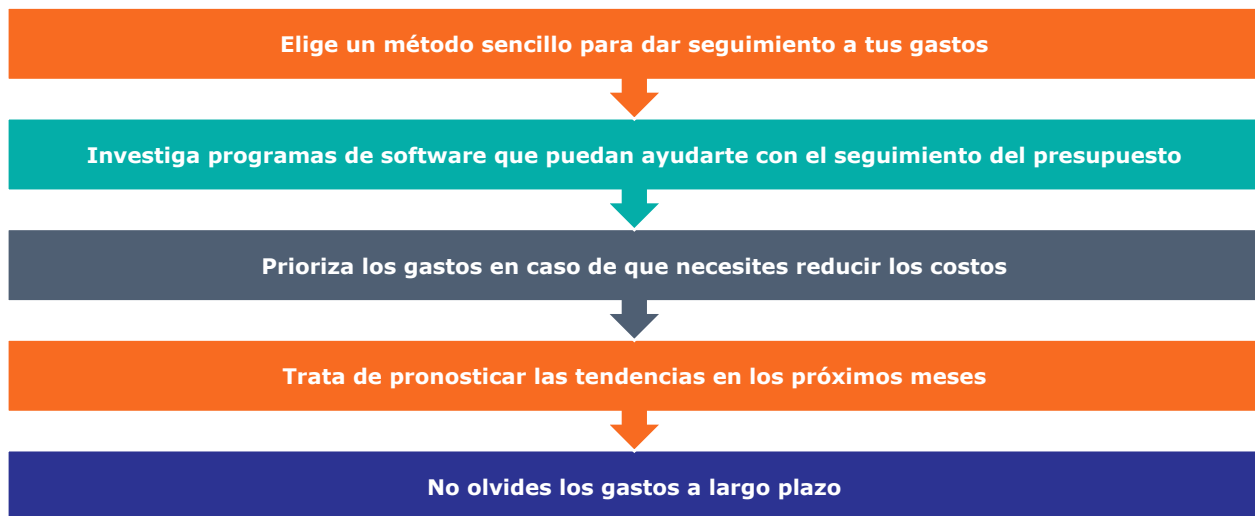 Elige un método sencillo para dar seguimiento a tus gastos
Investiga programas de software que puedan ayudarte con el seguimiento del presupuesto
Prioriza los gastos en caso de que necesites reducir los costos
Trata de pronosticar las tendencias en los próximos meses
No olvides los gastos a largo plazo